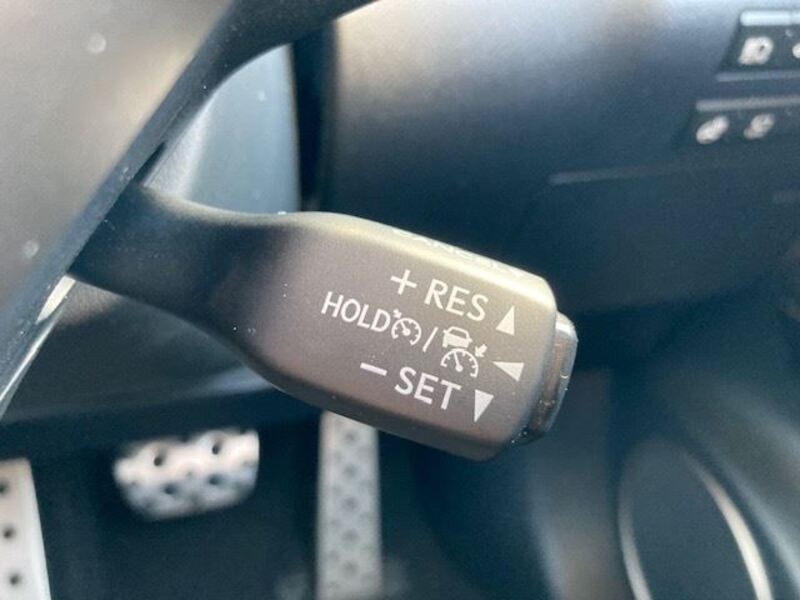 + RES
HOLD /
− SET